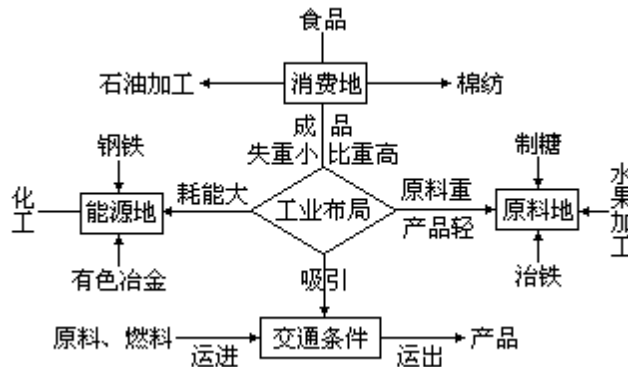 食品
石油加工
消费地
棉纺
成品
失重小
比重高
钢铁
制糖
化工
能源地
耗能大
工业布局
原料重
产品轻
原料地
水果加工
有色冶金
吸引
治铁
原料、燃料
运进
交通条件
运出
产品